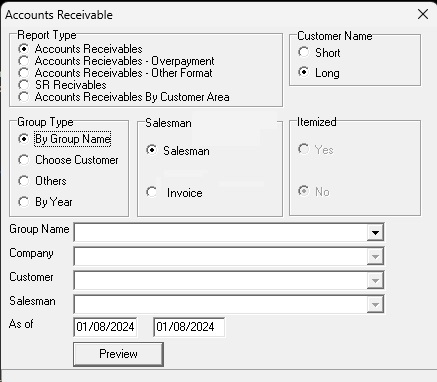 Accounts Receivable
Report Type
Accounts Receivables
Accounts Receivables - Overpayment
Accounts Receivables - Other Format
SR Recivables
Accounts Receivables By Customer Area
Customer Name
Short
Long
Group Type
By Group Name
Choose Customer
Others
By Year
Salesman
Salesman
Invoice
Itemized
Yes
No
Group Name
Company
Customer
Salesman
As of 01/08/2024 01/08/2024
Preview